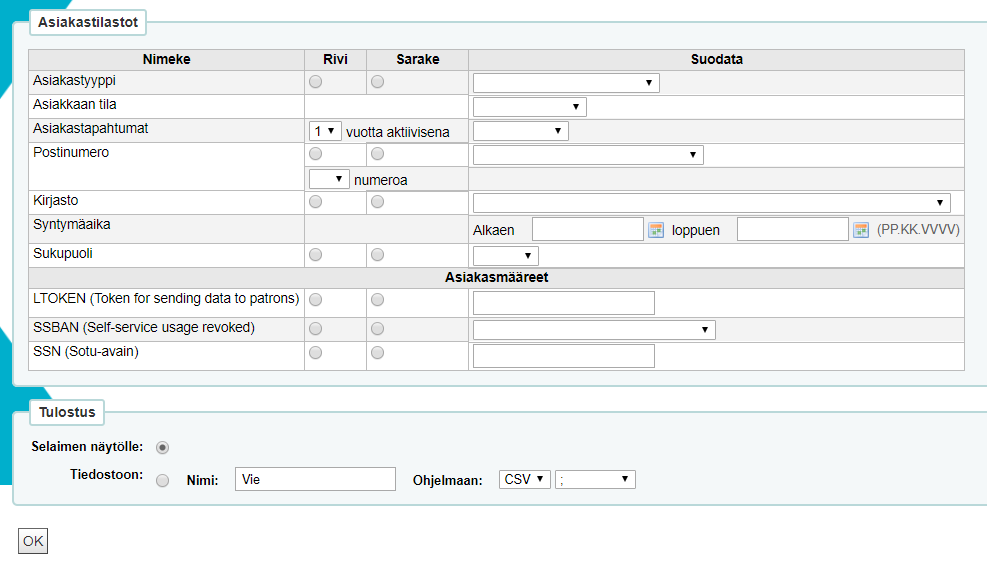 Asiakastilastot
Nimeke Rivi Sarake Suodata
Asiakastyyppi
Asiakkaan tila
Asiakastapahtumat 1 vuotta aktiivisena
Postinumero
numeroa
Kirjasto
Syntymäaika Alkaen loppuen (PP.KK.VVVV)
Sukupuoli
Asiakasmääreet
LTOKEN (Token for sending data to patrons)
SSBAN (Self-service usage revoked)
SSN (Sotu-avain)
Tulostus
Selaimen näytölle:
Tiedostoon: Nimi: Vie Ohjelmaan: CSV ;
OK